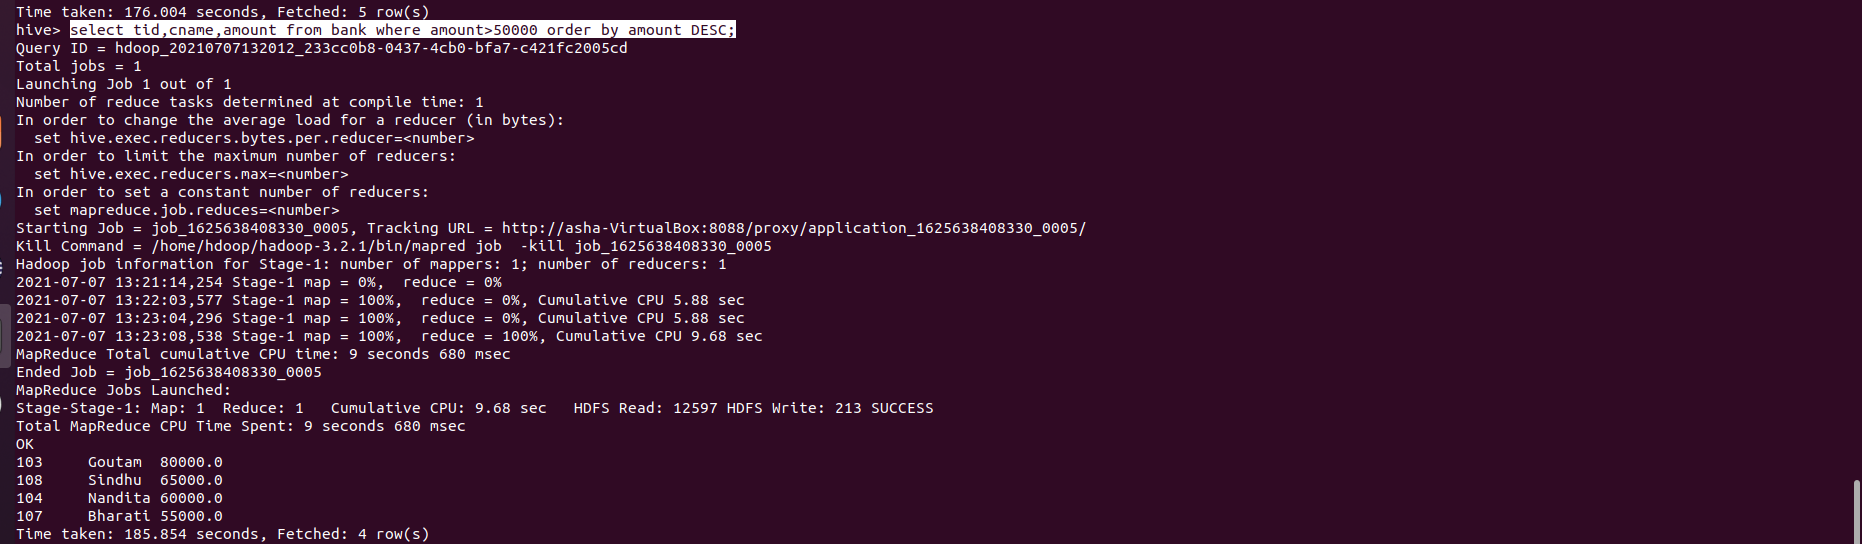 Time taken: 176.004 seconds, Fetched: 5 row(s)
hive> select tid,cname,amount from bank where amount>50000 order by amount DESC;
Query ID = hdoop_20210707132012_233cc0b8-0437-4cb0-bfa7-c421fc2005cd
Total jobs = 1
Launching Job 1 out of 1
Number of reduce tasks determined at compile time: 1
In order to change the average load for a reducer (in bytes):
  set hive.exec.reducers.bytes.per.reducer=<number>
In order to limit the maximum number of reducers:
  set hive.exec.reducers.max=<number>
In order to set a constant number of reducers:
  set mapreduce.job.reduces=<number>
Starting Job = job_1625638408330_0005, Tracking URL = http://asha-VirtualBox:8088/proxy/application_1625638408330_0005/
Kill Command = /home/hdoop/hadoop-3.2.1/bin/mapred job  -kill job_1625638408330_0005
Hadoop job information for Stage-1: number of mappers: 1; number of reducers: 1
2021-07-07 13:21:14,254 Stage-1 map = 0%,  reduce = 0%
2021-07-07 13:22:03,577 Stage-1 map = 100%,  reduce = 0%, Cumulative CPU 5.88 sec
2021-07-07 13:23:04,296 Stage-1 map = 100%,  reduce = 0%, Cumulative CPU 5.88 sec
2021-07-07 13:23:08,538 Stage-1 map = 100%,  reduce = 100%, Cumulative CPU 9.68 sec
MapReduce Total cumulative CPU time: 9 seconds 680 msec
Ended Job = job_1625638408330_0005
MapReduce Jobs Launched:
Stage-Stage-1: Map: 1  Reduce: 1   Cumulative CPU: 9.68 sec   HDFS Read: 12597 HDFS Write: 213 SUCCESS
Total MapReduce CPU Time Spent: 9 seconds 680 msec
OK
103     Goutam  80000.0
108     Sindhu  65000.0
104     Nandita 60000.0
107     Bharati 55000.0
Time taken: 185.854 seconds, Fetched: 4 row(s)